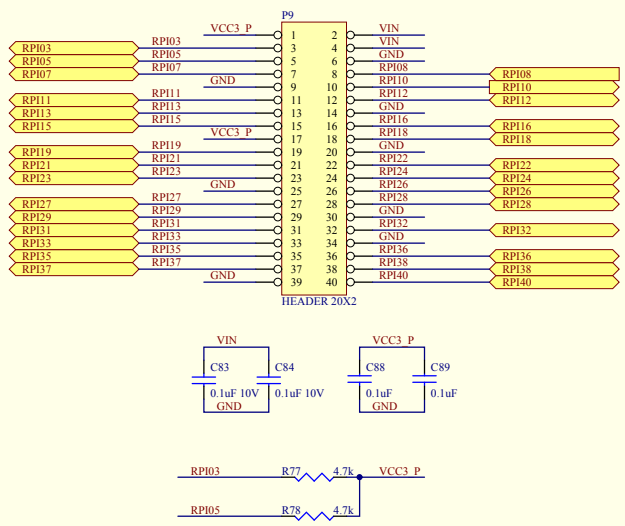 P9
VCC3_P 1 2 VIN
RPI03 RPI03 3 4 VIN
RPI05 RPI05 5 6 GND
RPI07 RPI07 7 8 RPI08 RPI08
GND 9 10 RPI10 RPI10
RPI11 RPI11 11 12 RPI12 RPI12
RPI13 RPI13 13 14 GND
RPI15 RPI15 15 16 RPI16 RPI16
VCC3_P 17 18 RPI18 RPI18
RPI19 RPI19 19 20 GND
RPI21 RPI21 21 22 RPI22 RPI22
RPI23 RPI23 23 24 RPI24 RPI24
GND 25 26 RPI26 RPI26
RPI27 RPI27 27 28 RPI28 RPI28
RPI29 RPI29 29 30 GND
RPI31 RPI31 31 32 RPI32 RPI32
RPI33 RPI33 33 34 GND
RPI35 RPI35 35 36 RPI36 RPI36
RPI37 RPI37 37 38 RPI38 RPI38
GND 39 40 RPI40 RPI40
HEADER 20X2
VIN VCC3_P
C83 C84 C88 C89
0.1uF 10V 0.1uF 10V 0.1uF 0.1uF
GND GND
RPI03 R77 4.7k VCC3_P
RPI05 R78 4.7k